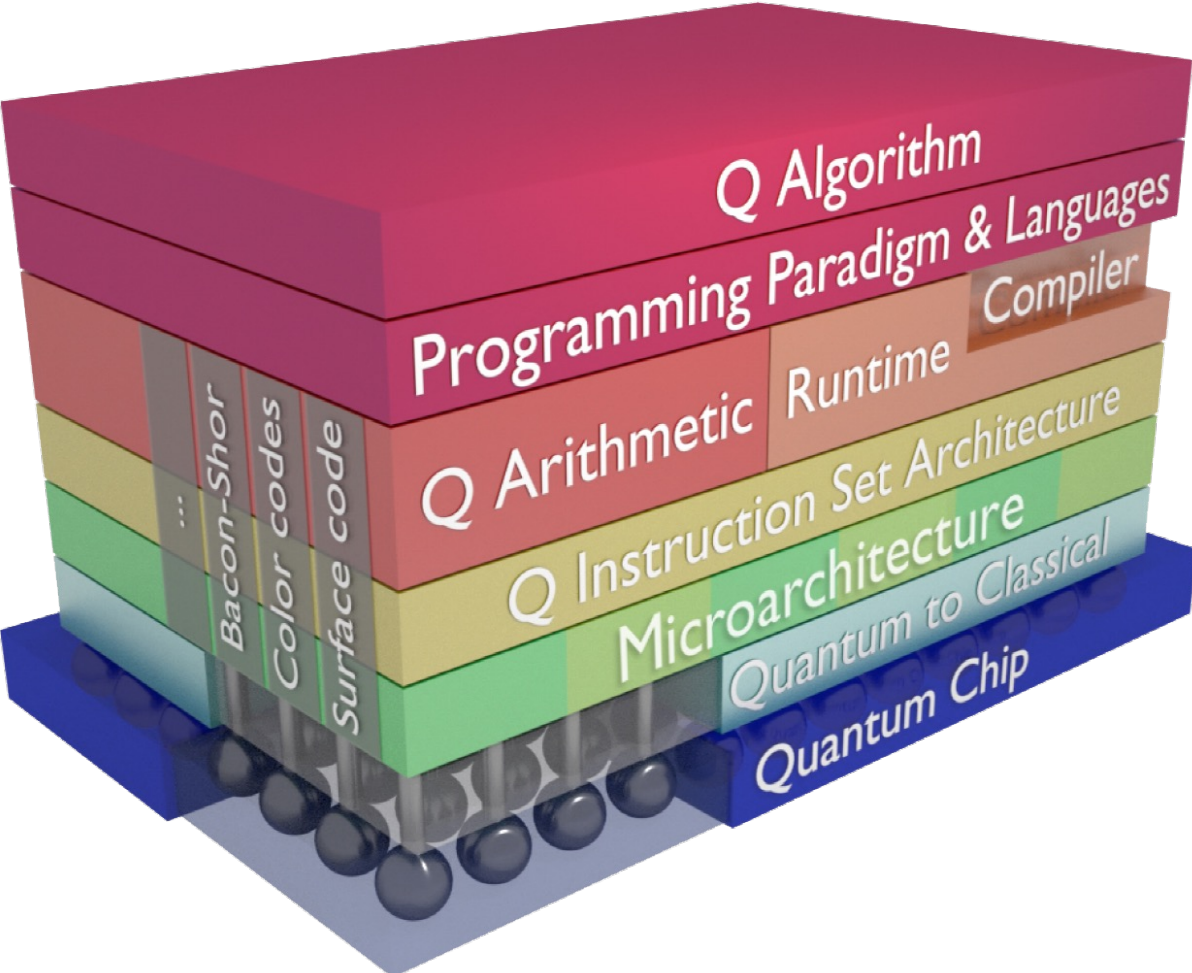 Q Algorithm
Programming Paradigm & Languages
Compiler
Q Arithmetic
Runtime
Q Instruction Set Architecture
Microarchitecture
Quantum to Classical
Quantum Chip
...
Bacon-Shor
Color codes
Surface code